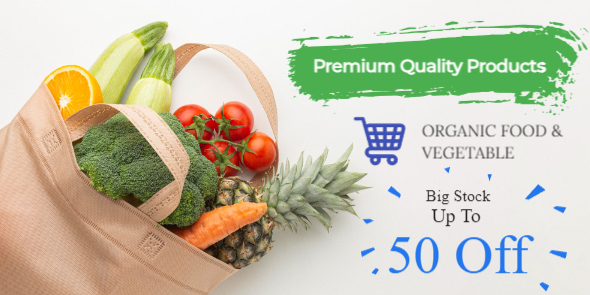 Premium Quality Products
ORGANIC FOOD &
VEGETABLE
Big Stock
Up To
50 Off